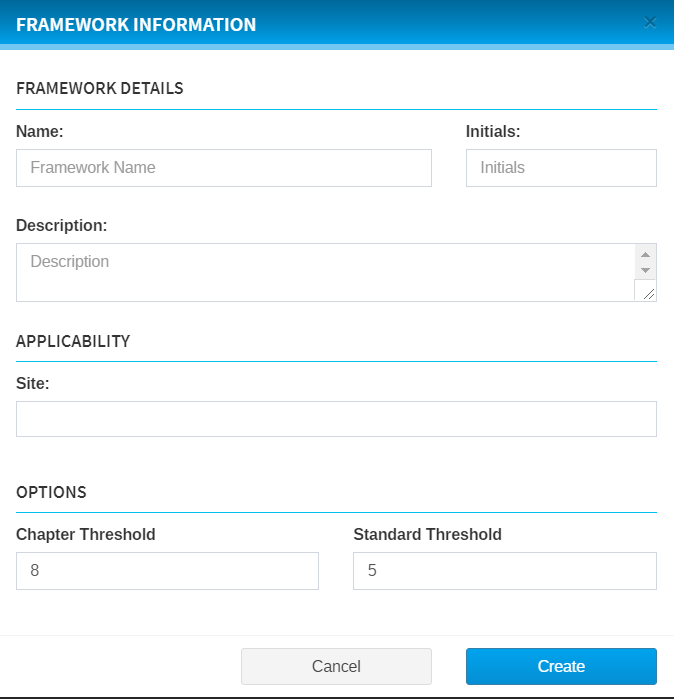 FRAMEWORK INFORMATION ×
FRAMEWORK DETAILS
Name: Initials:
Framework Name Initials
Description:
Description
APPLICABILITY
Site:
OPTIONS
Chapter Threshold Standard Threshold
8 5
Cancel Create